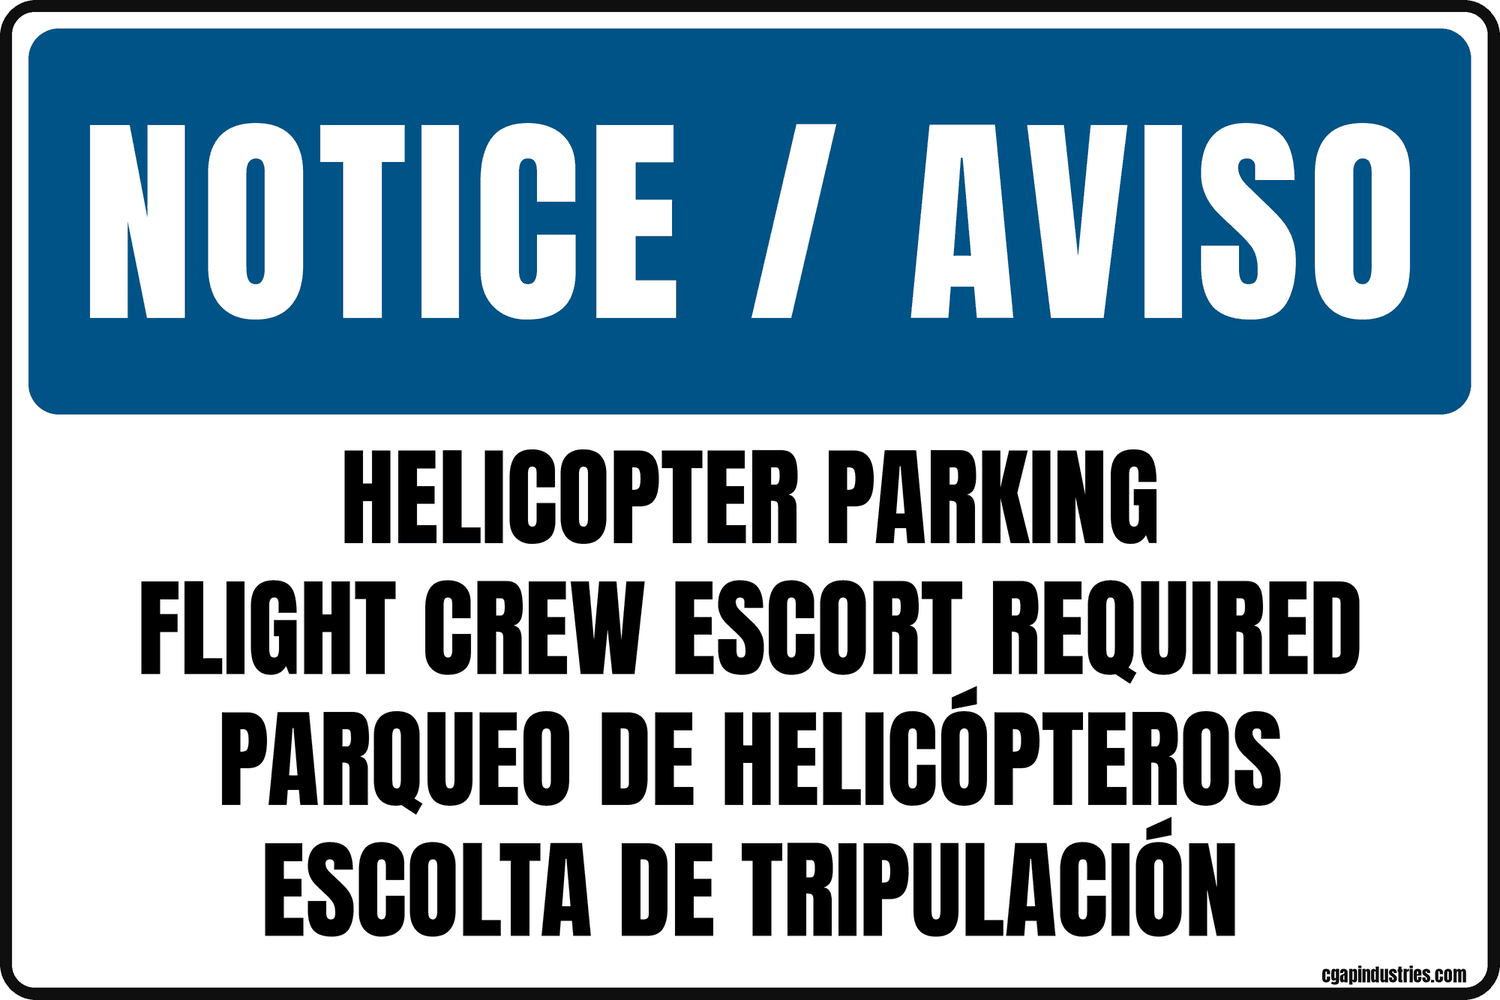 NOTICE / AVISO
HELICOPTER PARKING
FLIGHT CREW ESCORT REQUIRED
PARQUEO DE HELICÓPTEROS
ESCOLTA DE TRIPULACIÓN
cgapindustries.com